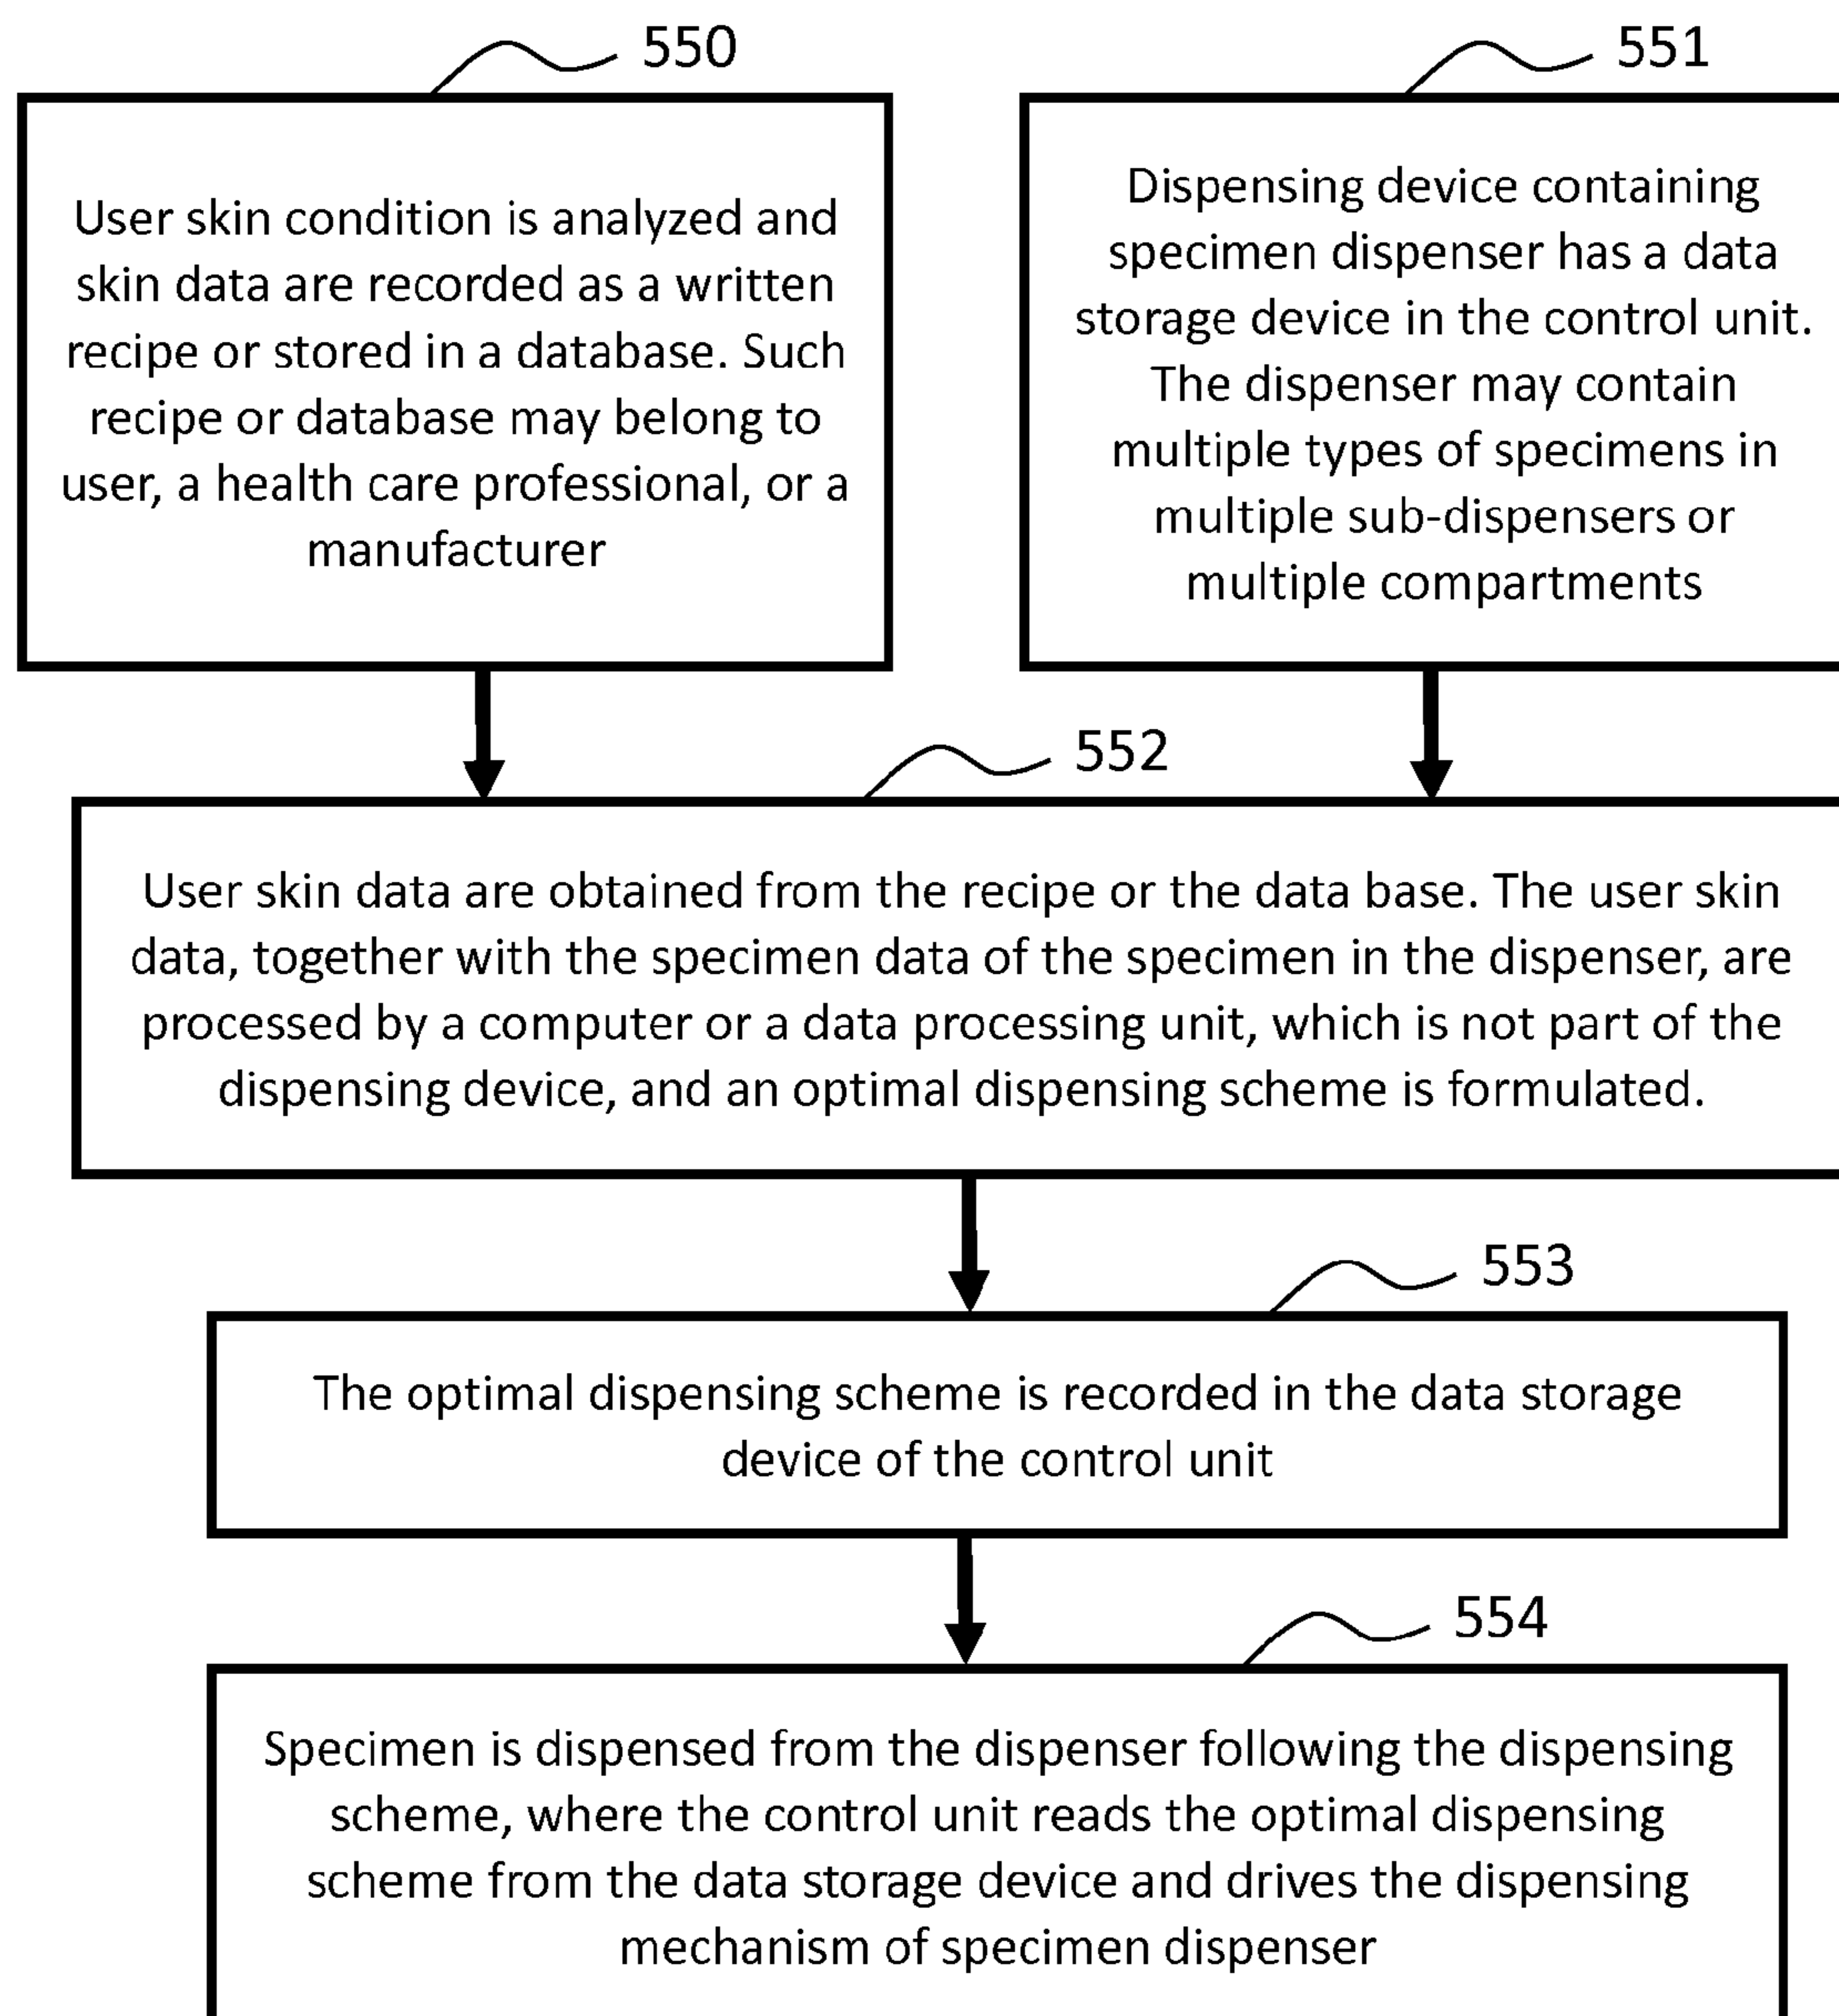 550
User skin condition is analyzed and
skin data are recorded as a written
recipe or stored in a database. Such
recipe or database may belong to
user, a health care professional, or a
manufacturer
551
Dispensing device containing
specimen dispenser has a data
storage device in the control unit.
The dispenser may contain
multiple types of specimens in
multiple sub-dispensers or
multiple compartments
552
User skin data are obtained from the recipe or the data base. The user skin
data, together with the specimen data of the specimen in the dispenser, are
processed by a computer or a data processing unit, which is not part of the
dispensing device, and an optimal dispensing scheme is formulated.
553
The optimal dispensing scheme is recorded in the data storage
device of the control unit
554
Specimen is dispensed from the dispenser following the dispensing
scheme, where the control unit reads the optimal dispensing
scheme from the data storage device and drives the dispensing
mechanism of specimen dispenser